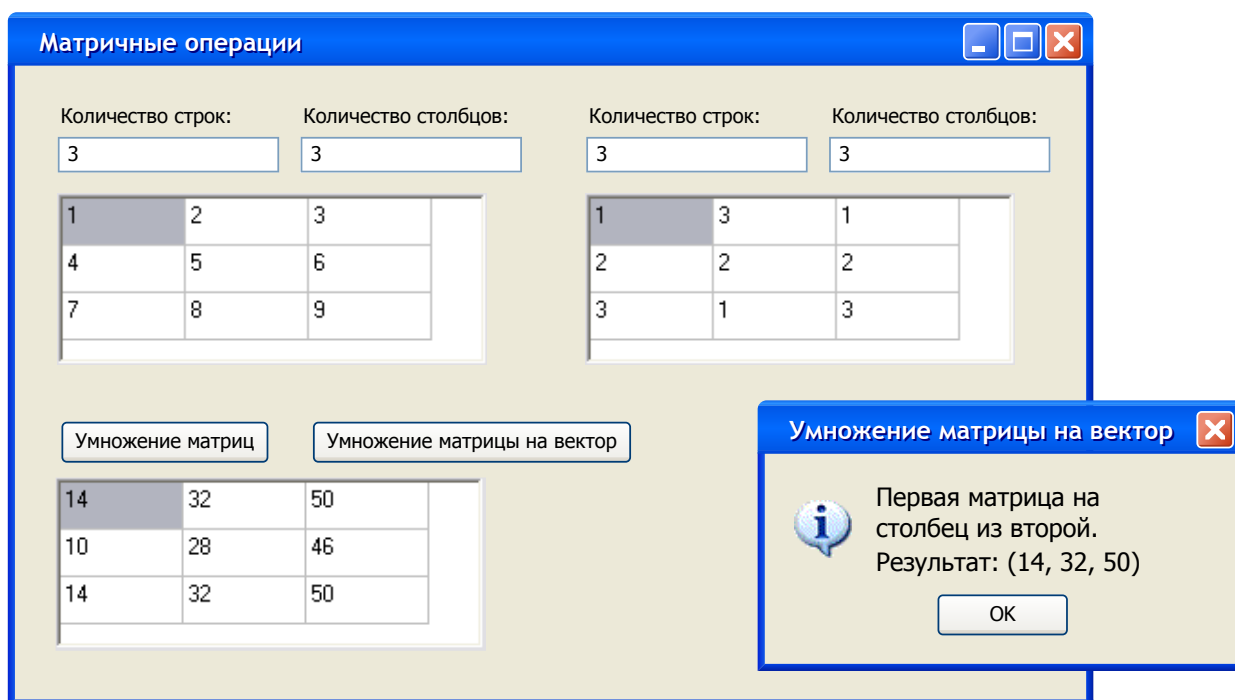 Матричные операции
Количество строк: Количество столбцов: Количество строк: Количество столбцов:
3 3 3 3
1 2 3
4 5 6
7 8 9
1 3 1
2 2 2
3 1 3
Умножение матриц Умножение матрицы на вектор
14 32 50
10 28 46
14 32 50
Умножение матрицы на вектор
Первая матрица на
столбец из второй.
Результат: (14, 32, 50)
OK